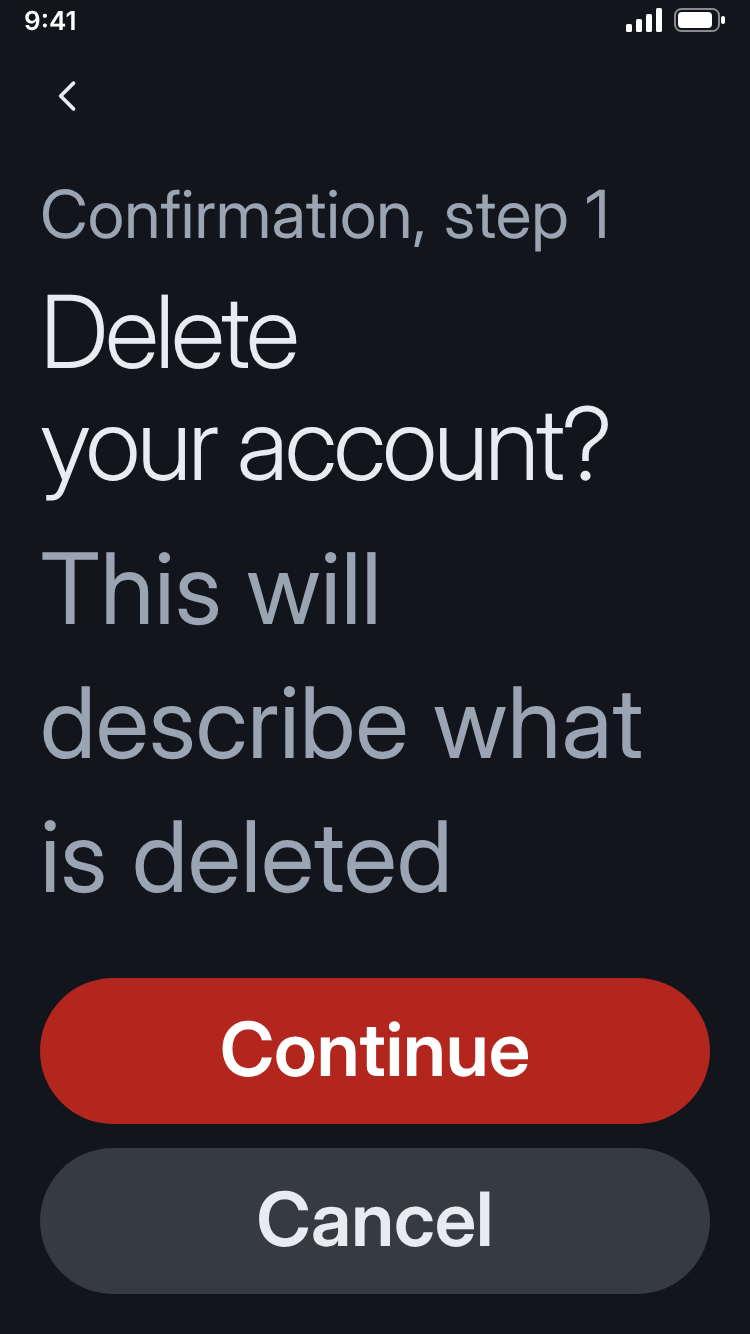 9:41
Confirmation, step 1
Delete
your account?
This will
describe what
is deleted
Continue
Cancel